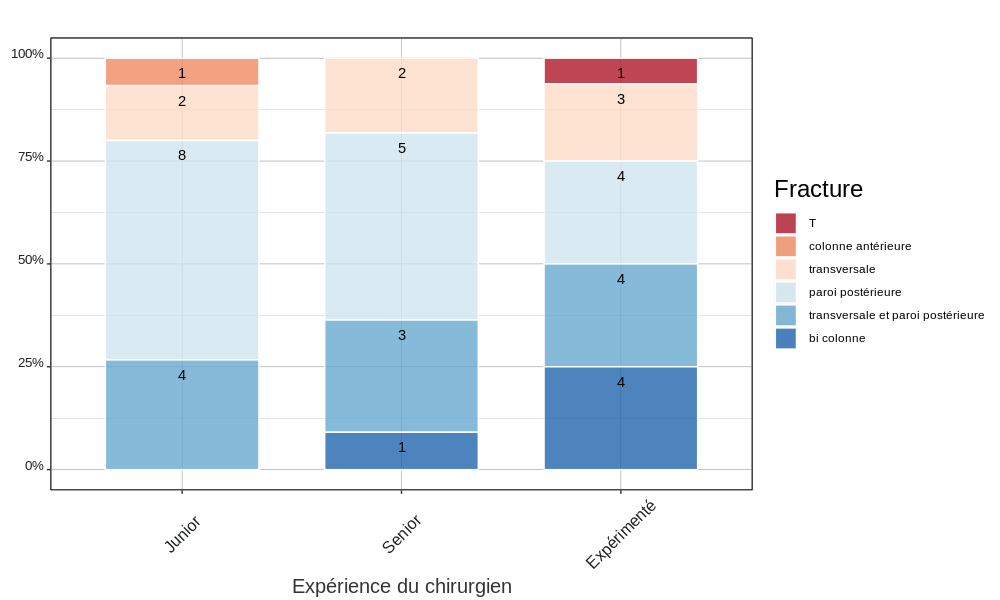 100%
75%
50%
25%
0%
1
2
8
4
2
5
3
1
1
3
4
4
4
Junior
Senior
Expérimenté
Expérience du chirurgien
Fracture
T
colonne antérieure
transversale
paroi postérieure
transversale et paroi postérieure
bi colonne